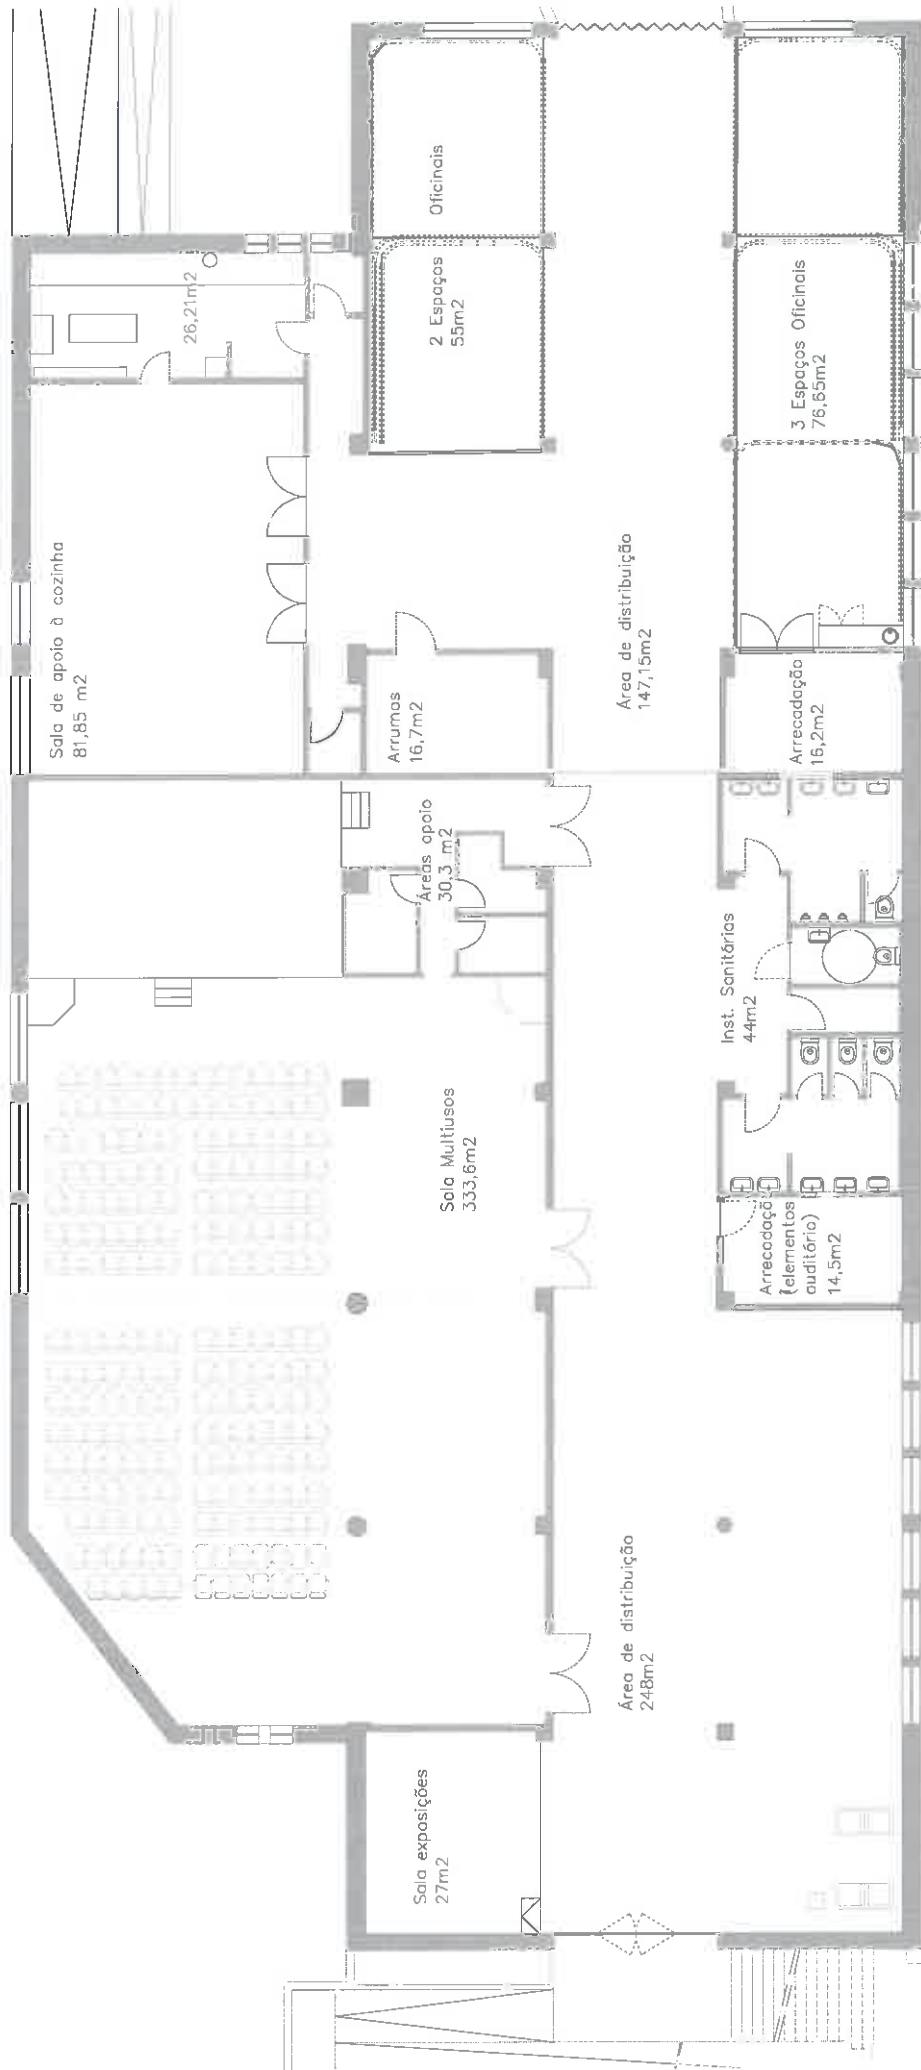 Sala de apoio à cozinha
81,85 m2
26,21m2
2 Espaços
55m2
Oficinais
3 Espaços Oficinais
76,65m2
Área de distribuição
147,15m2
Arrumos
16,7m2
Arrecadação
16,2m2
Áreas apoio
30,3 m2
Inst. Sanitárias
44m2
Sala Multiusos
333,6m2
Arrecadaçã
(elementos
auditório)
14,5m2
Área de distribuição
248m2
Sala exposições
27m2